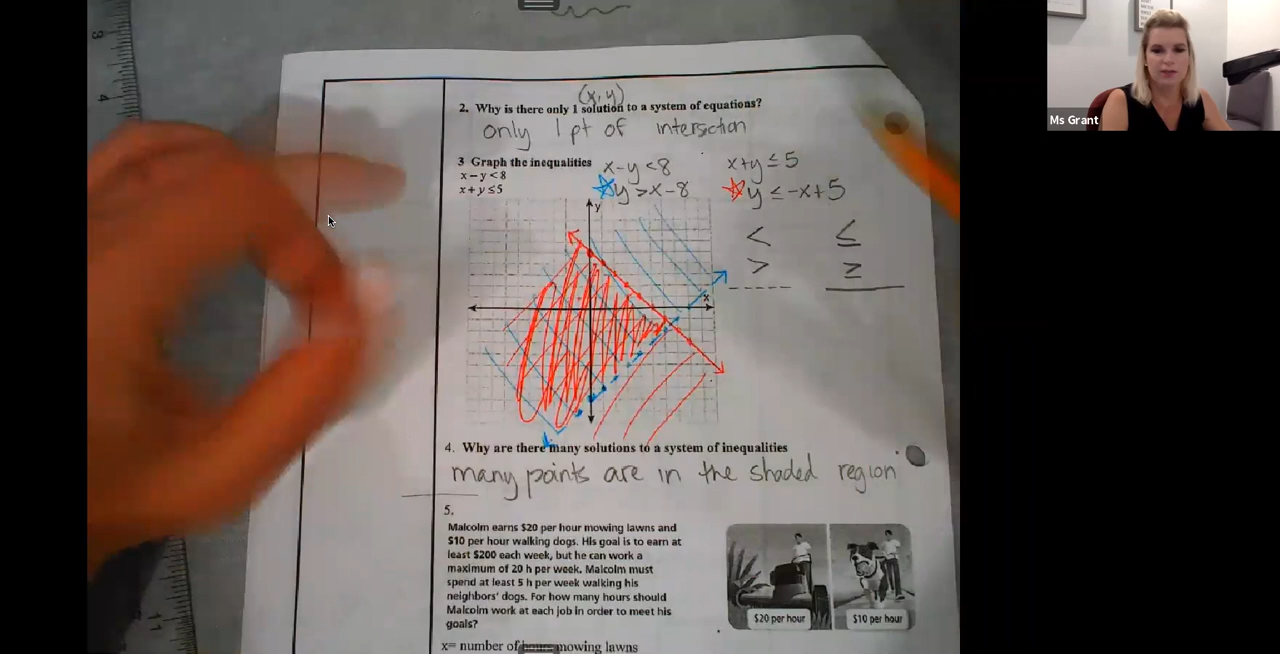 (x,y)
2. Why is there only 1 solution to a system of equations?
only 1 pt of intersction
3 Graph the inequalities
x – y < 8
x + y ≤ 5
x-y <8
y >x-8
x+y ≤ 5
y ≤ -x+5
< ≤
> ≥
y
x
4. Why are there many solutions to a system of inequalities
many points are in the shaded region
5.
Malcolm earns $20 per hour mowing lawns and
$10 per hour walking dogs. His goal is to earn at
least $200 each week, but he can work a
maximum of 20 h per week. Malcolm must
spend at least 5 h per week walking his
neighbors' dogs. For how many hours should
Malcolm work at each job in order to meet his
goals?
$20 per hour
$10 per hour
x= number of hours mowing lawns
Ms Grant
3
11